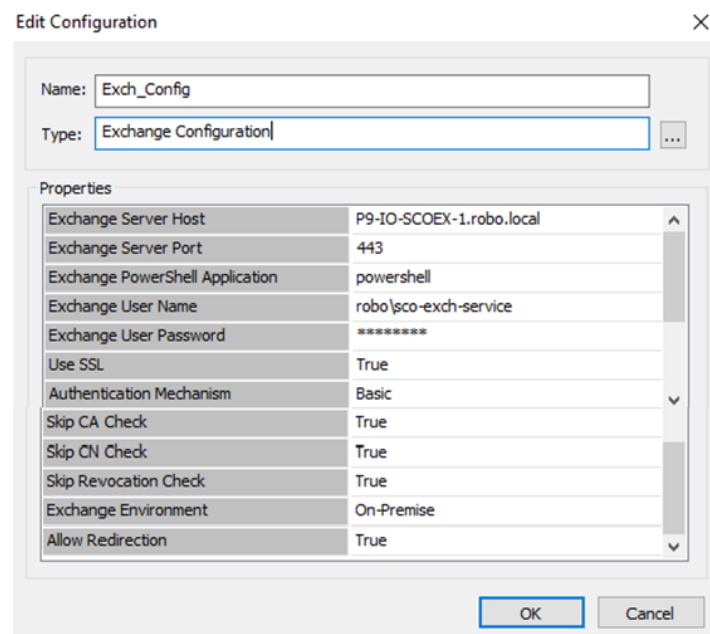 Edit Configuration
Name: Exch_Config
Type: Exchange Configuration
...
Properties
Exchange Server Host P9-IO-SCOEX-1.robo.local
Exchange Server Port 443
Exchange PowerShell Application powershell
Exchange User Name robo\sco-exch-service
Exchange User Password ********
Use SSL True
Authentication Mechanism Basic
Skip CA Check True
Skip CN Check True
Skip Revocation Check True
Exchange Environment On-Premise
Allow Redirection True
OK Cancel